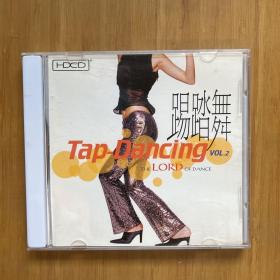 HDCD
踢踏舞
Tap-Dancing VOL.2
THE LORD OF DANCE